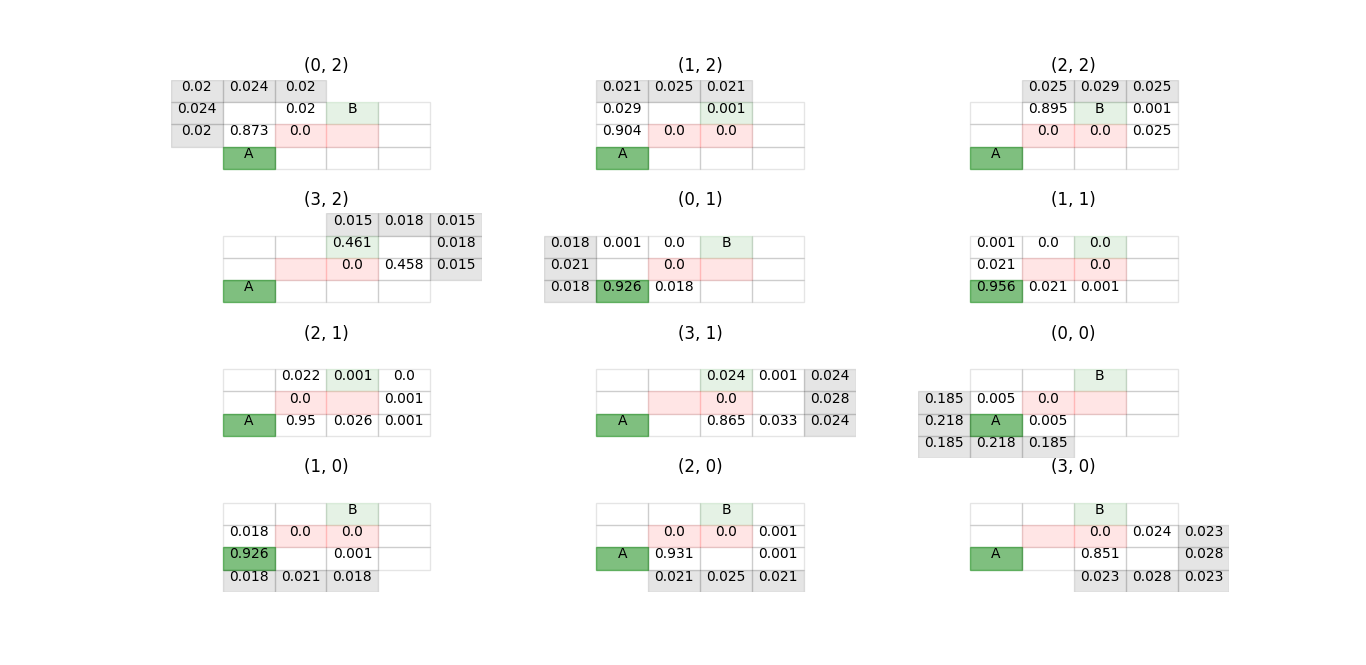 (0, 2) (1, 2) (2, 2)
0.02 0.024 0.02 0.021 0.025 0.021 0.025 0.029 0.025
0.024 0.02 B 0.029 0.001 0.895 B 0.001
0.02 0.873 0.0 0.904 0.0 0.0 0.0 0.0 0.025
A A A
(3, 2) (0, 1) (1, 1)
0.015 0.018 0.015
0.461 0.018 0.018 0.001 0.0 B 0.001 0.0 0.0
0.0 0.458 0.015 0.021 0.0 0.021 0.0
A 0.018 0.926 0.018 0.956 0.021 0.001
(2, 1) (3, 1) (0, 0)
0.022 0.001 0.0 0.024 0.001 0.024 B
0.0 0.001 0.0 0.028 0.185 0.005 0.0
A 0.95 0.026 0.001 A 0.865 0.033 0.024 0.218 A 0.005
0.185 0.218 0.185
(1, 0) (2, 0) (3, 0)
B B B
0.018 0.0 0.0 0.0 0.0 0.001 0.0 0.024 0.023
0.926 0.001 A 0.931 0.001 A 0.851 0.028
0.018 0.021 0.018 0.021 0.025 0.021 0.023 0.028 0.023